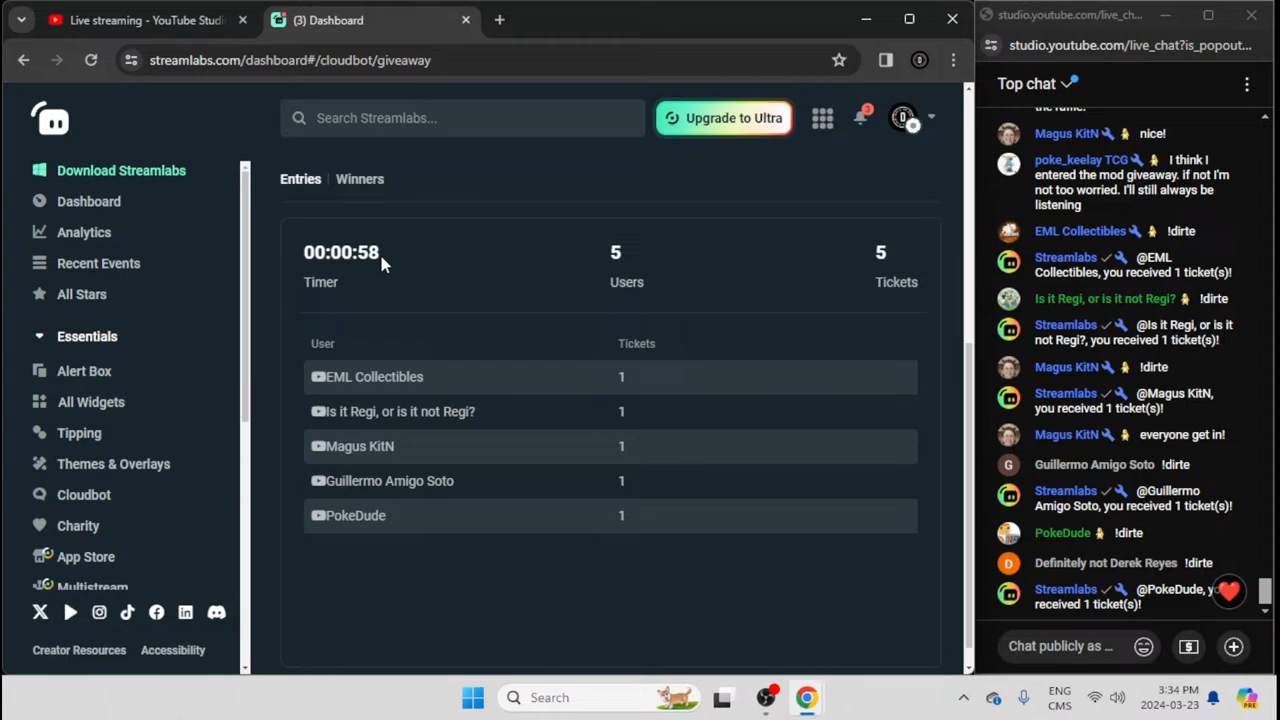 Live streaming - YouTube Studi
(3) Dashboard
studio.youtube.com/live_ch...
streamlabs.com/dashboard#/cloudbot/giveaway
studio.youtube.com/live_chat?is_popout...
Search Streamlabs...
Upgrade to Ultra
3
Download Streamlabs
Dashboard
Analytics
Recent Events
All Stars
Essentials
Alert Box
All Widgets
Tipping
Themes & Overlays
Cloudbot
Charity
App Store
Multistream
Creator Resources
Accessibility
Entries
Winners
00:00:58
5
5
Timer
Users
Tickets
User
Tickets
EML Collectibles
1
Is it Regi, or is it not Regi?
1
Magus KitN
1
Guillermo Amigo Soto
1
PokeDude
1
Top chat
the rame.
Magus KitN nice!
poke_keelay TCG I think I
entered the mod giveaway. if not I'm
not too worried. I'll still always be
listening
EML Collectibles !dirte
Streamlabs @EML
Collectibles, you received 1 ticket(s)!
Is it Regi, or is it not Regi? !dirte
Streamlabs @Is it Regi, or is it
not Regi?, you received 1 ticket(s)!
Magus KitN !dirte
Streamlabs @Magus KitN,
you received 1 ticket(s)!
Magus KitN everyone get in!
G Guillermo Amigo Soto !dirte
Streamlabs @Guillermo
Amigo Soto, you received 1 ticket(s)!
PokeDude !dirte
D Definitely not Derek Reyes !dirte
Streamlabs @PokeDude, y
received 1 ticket(s)!
Chat publicly as ...
Search
ENG
CMS
3:34 PM
2024-03-23
PRE